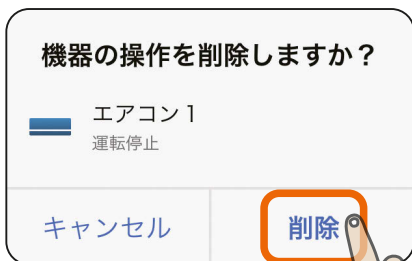 機器の操作を削除しますか？
エアコン1
運転停止
キャンセル
削除